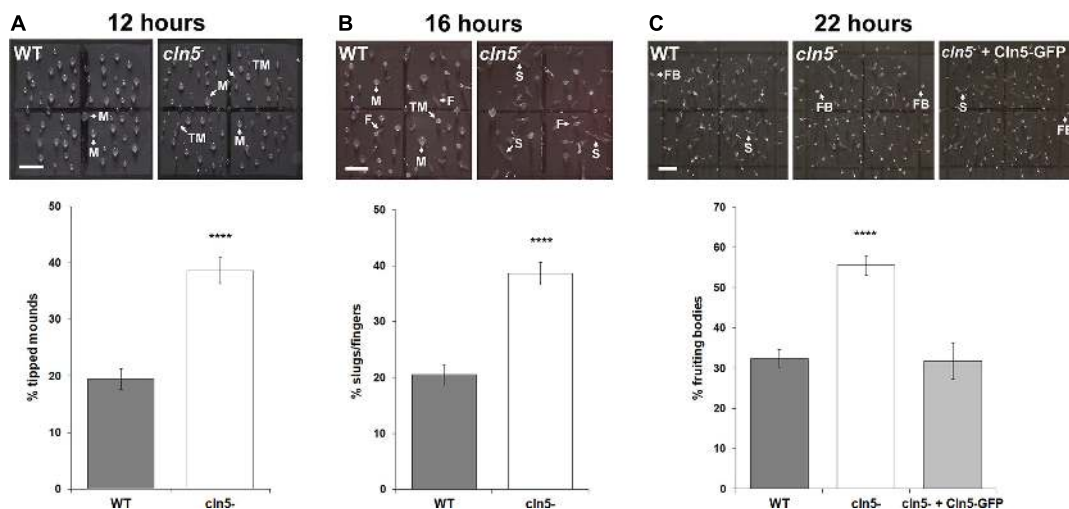 A 12 hours
WT
cln5-
TM
M
M
M
TM
M
% tipped mounds
50
40
30
20
10
0
****
WT
cln5-
B 16 hours
WT
cln5-
S
M
TM
F
F
M
F
S
S
% slugs/fingers
50
40
30
20
10
0
****
WT
cln5-
C 22 hours
WT
cln5-
cln5- + Cln5-GFP
FB
S
FB
FB
S
FB
% fruiting bodies
70
60
50
40
30
20
10
0
****
WT
cln5-
cln5- + Cln5-GFP